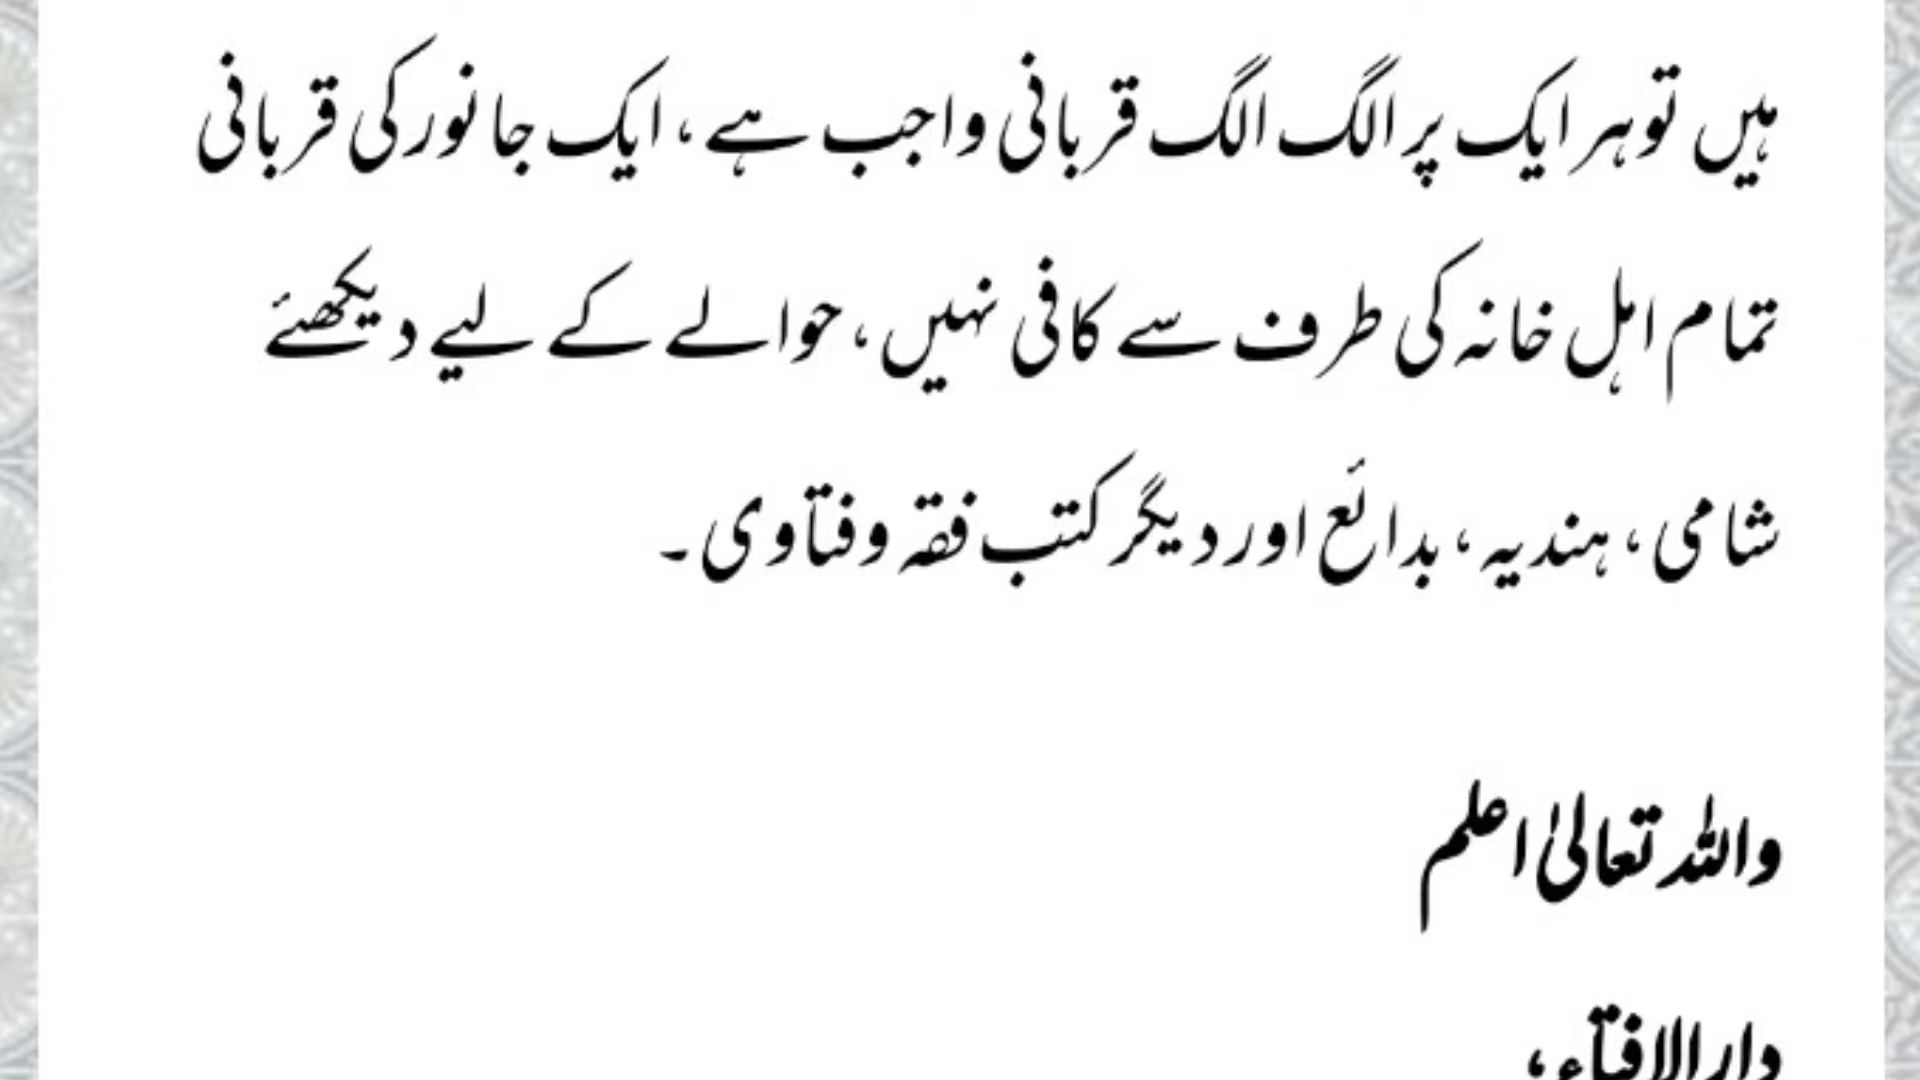 ہیں تو ہر ایک پر الگ الگ قربانی واجب ہے ، ایک جانور کی قربانی
تمام اہل خانہ کی طرف سے کافی نہیں ، حوالے کے لیے دیکھئے
شامی ، ہندیہ ، بدائع اور دیگر کتب فقہ و فتاوی ۔
واللہ تعالیٰ اعلم
دارالافتاء ،